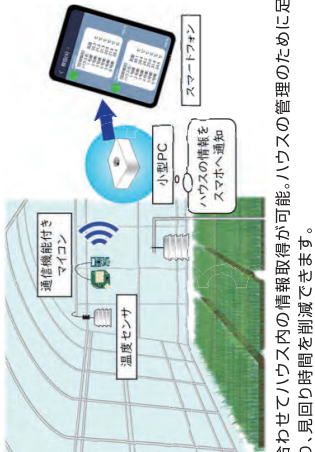 スマートフォン
小型PC
ハウスの情報を
スマホへ通知
通信機能付き
マイコン
温度センサ
合わせてハウス内の情報取得が可能。ハウスの管理のために足
り、見回り時間を削減できます。